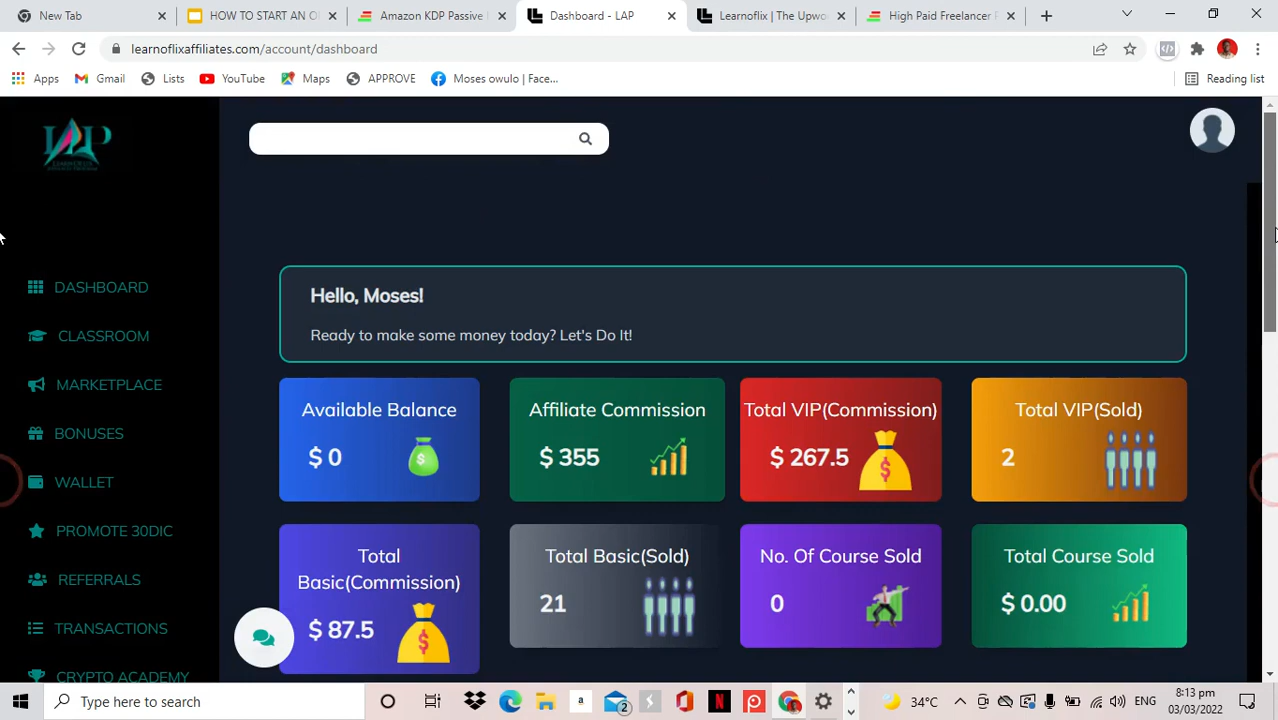 New Tab
HOW TO START AN O
Amazon KDP Passive
Dashboard - LAP
Learnoflix | The Upwo
High Paid Freelancer F
learnoflixaffiliates.com/account/dashboard
Apps
Gmail
Lists
YouTube
Maps
APPROVE
Moses owulo | Face...
Reading list
LAP
DASHBOARD
CLASSROOM
MARKETPLACE
BONUSES
WALLET
PROMOTE 30DIC
REFERRALS
TRANSACTIONS
CRYPTO ACADEMY
Hello, Moses!
Ready to make some money today? Let's Do It!
Available Balance
$ 0
Affiliate Commission
$ 355
Total VIP(Commission)
$ 267.5
Total VIP(Sold)
2
Total
Basic(Commission)
$ 87.5
Total Basic(Sold)
21
No. Of Course Sold
0
Total Course Sold
$ 0.00
Type here to search
2
34°C
8:13 pm
03/03/2022